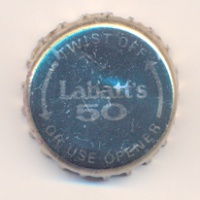 TWIST OFF
Labatt's
50
OR USE OPENER